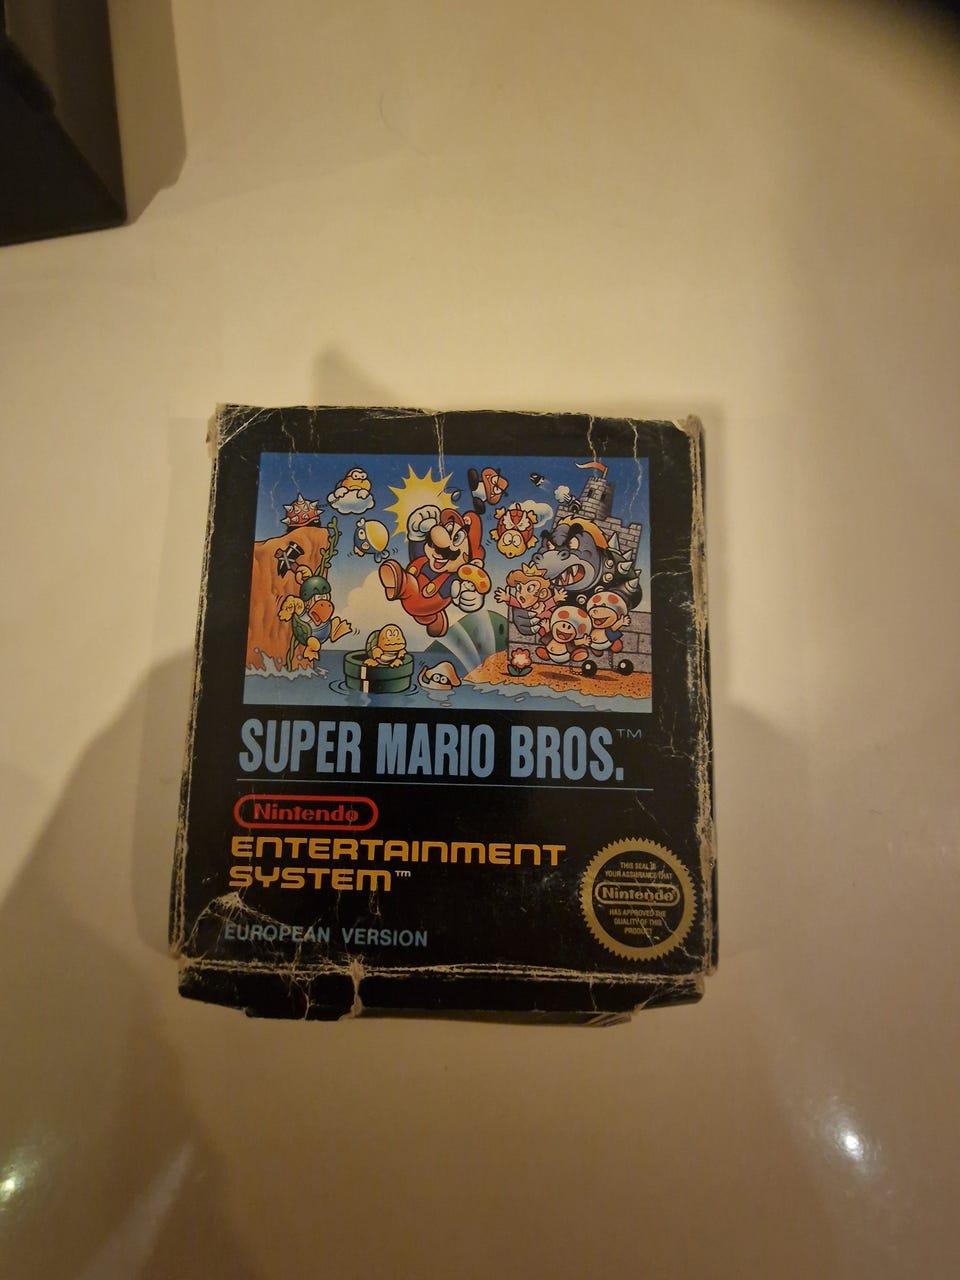 SUPER MARIO BROS.™
Nintendo
ENTERTAINMENT
SYSTEM™
EUROPEAN VERSION
THIS SEAL IS
YOUR ASSURANCE THAT
Nintendo
HAS APPROVED THE
QUALITY OF THIS
PRODUCT